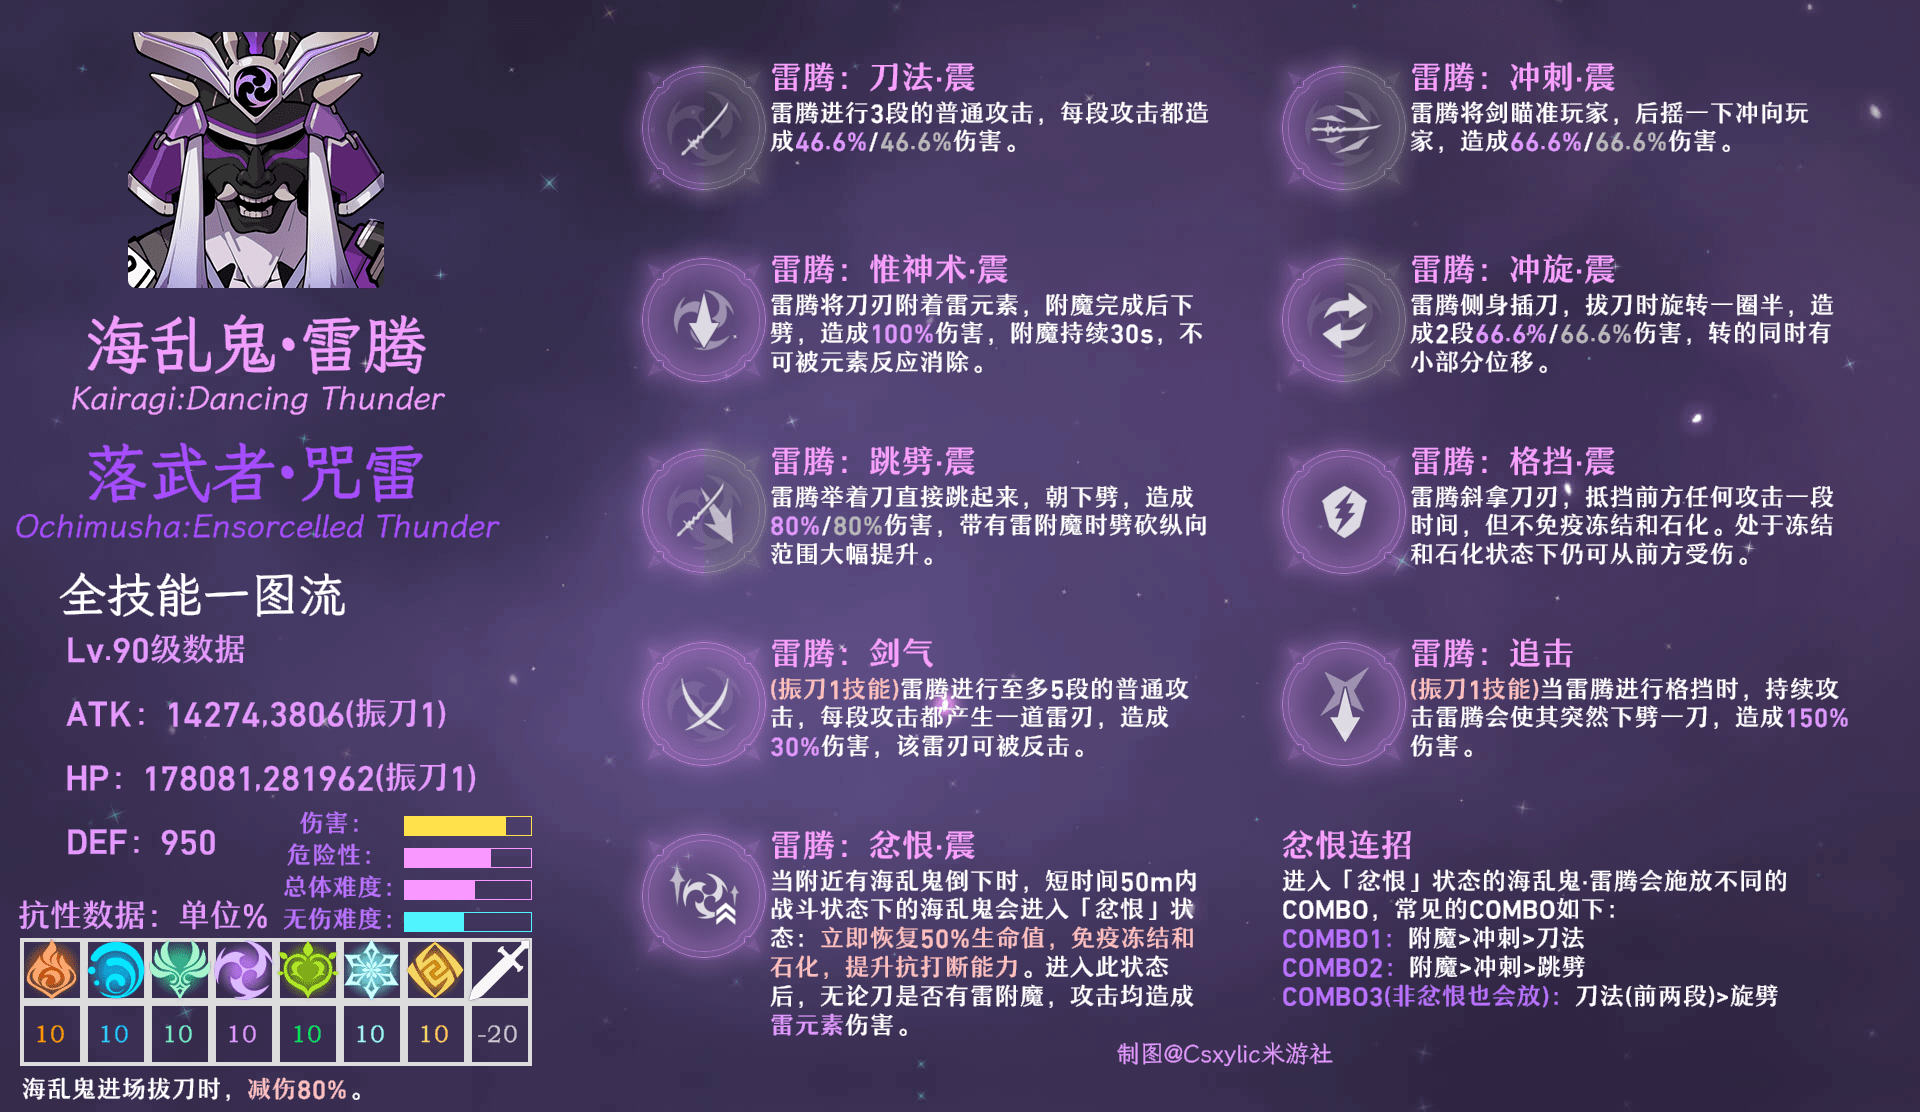 海乱鬼·雷腾
Kairagi:Dancing Thunder
落武者·咒雷
Ochimusha:Ensorcelled Thunder
全技能一图流
Lv.90级数据
ATK：14274,3806(振刀1)
HP：178081,281962(振刀1)
DEF：950
伤害：
危险性：
总体难度：
无伤难度：
抗性数据：单位%
10 10 10 10 10 10 10 -20
海乱鬼进场拔刀时，减伤80%。
雷腾：刀法·震
雷腾进行3段的普通攻击，每段攻击都造
成46.6%/46.6%伤害。
雷腾：惟神术·震
雷腾将刀刃附着雷元素，附魔完成后下
劈，造成100%伤害，附魔持续30s，不
可被元素反应消除。
雷腾：跳劈·震
雷腾举着刀直接跳起来，朝下劈，造成
80%/80%伤害，带有雷附魔时劈砍纵向
范围大幅提升。
雷腾：剑气
(振刀1技能)雷腾进行至多5段的普通攻
击，每段攻击都产生一道雷刃，造成
30%伤害，该雷刃可被反击。
雷腾：忿恨·震
当附近有海乱鬼倒下时，短时间50m内
战斗状态下的海乱鬼会进入「忿恨」状
态：立即恢复50%生命值，免疫冻结和
石化，提升抗打断能力。进入此状态
后，无论刀是否有雷附魔，攻击均造成
雷元素伤害。
雷腾：冲刺·震
雷腾将剑瞄准玩家，后摇一下冲向玩
家，造成66.6%/66.6%伤害。
雷腾：冲旋·震
雷腾侧身插刀，拔刀时旋转一圈半，造
成2段66.6%/66.6%伤害，转的同时有
小部分位移。
雷腾：格挡·震
雷腾斜拿刀刃，抵挡前方任何攻击一段
时间，但不免疫冻结和石化。处于冻结
和石化状态下仍可从前方受伤。
雷腾：追击
(振刀1技能)当雷腾进行格挡时，持续攻
击雷腾会使其突然下劈一刀，造成150%
伤害。
忿恨连招
进入「忿恨」状态的海乱鬼·雷腾会施放不同的
COMBO，常见的COMBO如下：
COMBO1：附魔>冲刺>刀法
COMBO2：附魔>冲刺>跳劈
COMBO3(非忿恨也会放)：刀法(前两段)>旋劈
制图@Csxylic米游社